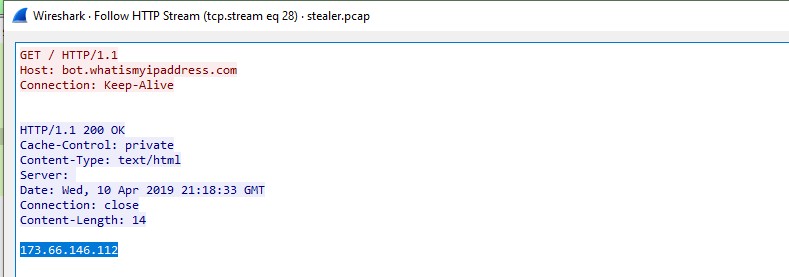 Wireshark · Follow HTTP Stream (tcp.stream eq 28) · stealer.pcap
GET / HTTP/1.1
Host: bot.whatismyipaddress.com
Connection: Keep-Alive
HTTP/1.1 200 OK
Cache-Control: private
Content-Type: text/html
Server:
Date: Wed, 10 Apr 2019 21:18:33 GMT
Connection: close
Content-Length: 14
173.66.146.112